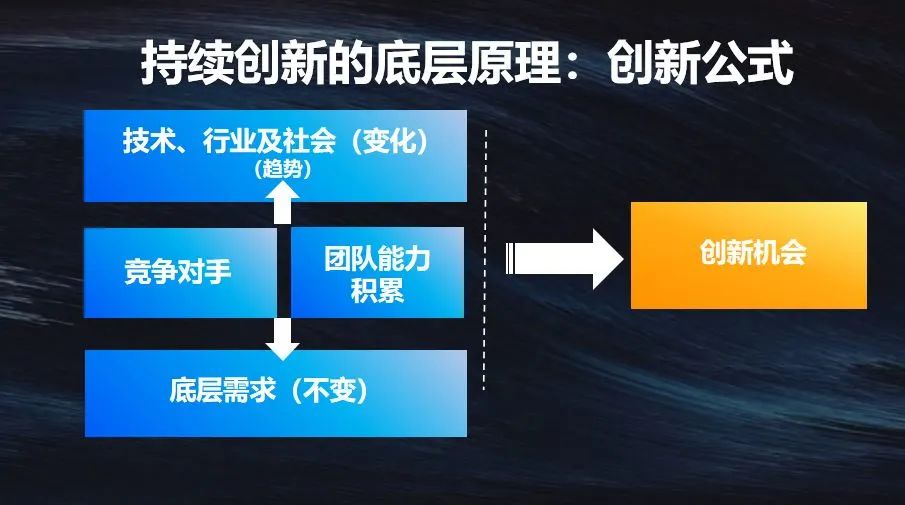 持续创新的底层原理：创新公式
技术、行业及社会（变化）
（趋势）
竞争对手
团队能力
积累
底层需求（不变）
创新机会